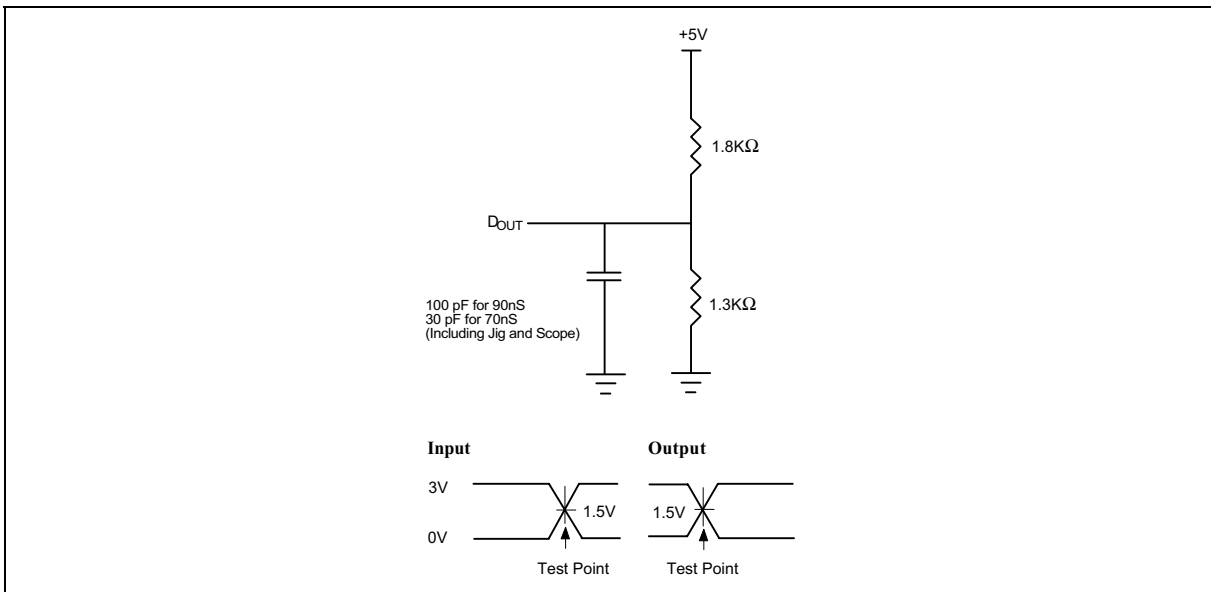 +5V
1.8KΩ
DOUT
1.3KΩ
100 pF for 90nS
30 pF for 70nS
(Including Jig and Scope)
Input
Output
3V
1.5V
1.5V
0V
Test Point
Test Point